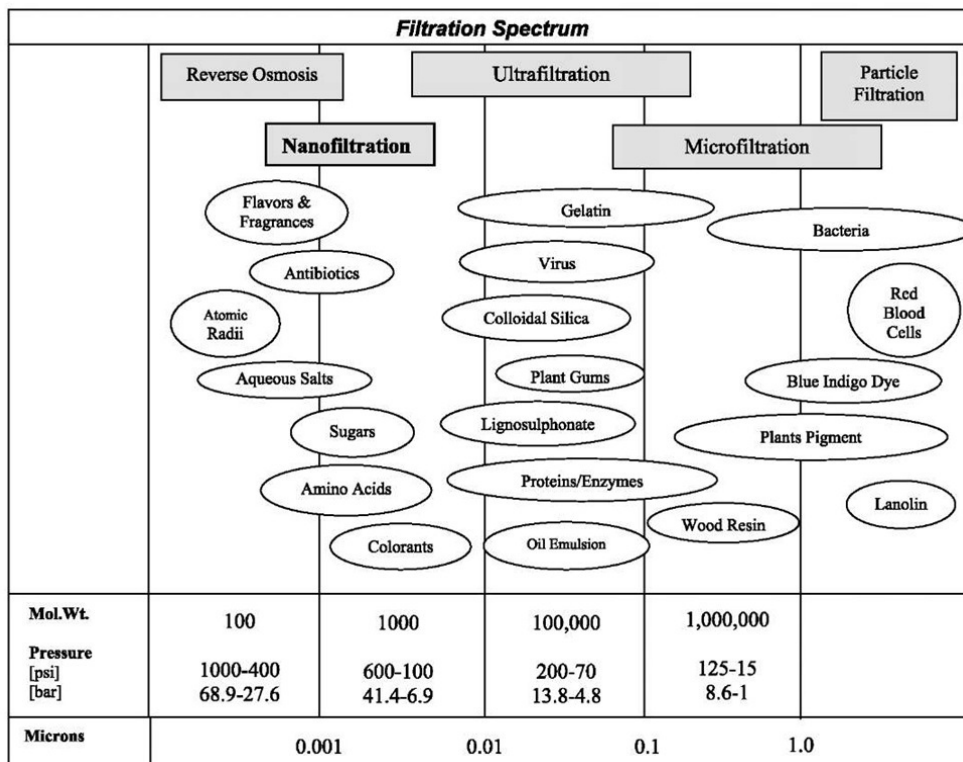 Filtration Spectrum
Reverse Osmosis
Ultrafiltration
Particle
Filtration
Nanofiltration
Microfiltration
Flavors &
Fragrances
Gelatin
Bacteria
Antibiotics
Virus
Atomic
Radii
Colloidal Silica
Red
Blood
Cells
Aqueous Salts
Plant Gums
Blue Indigo Dye
Sugars
Lignosulphonate
Plants Pigment
Amino Acids
Proteins/Enzymes
Lanolin
Colorants
Oil Emulsion
Wood Resin
Mol.Wt. 100 1000 100,000 1,000,000
Pressure
[psi] 1000-400 600-100 200-70 125-15
[bar] 68.9-27.6 41.4-6.9 13.8-4.8 8.6-1
Microns 0.001 0.01 0.1 1.0